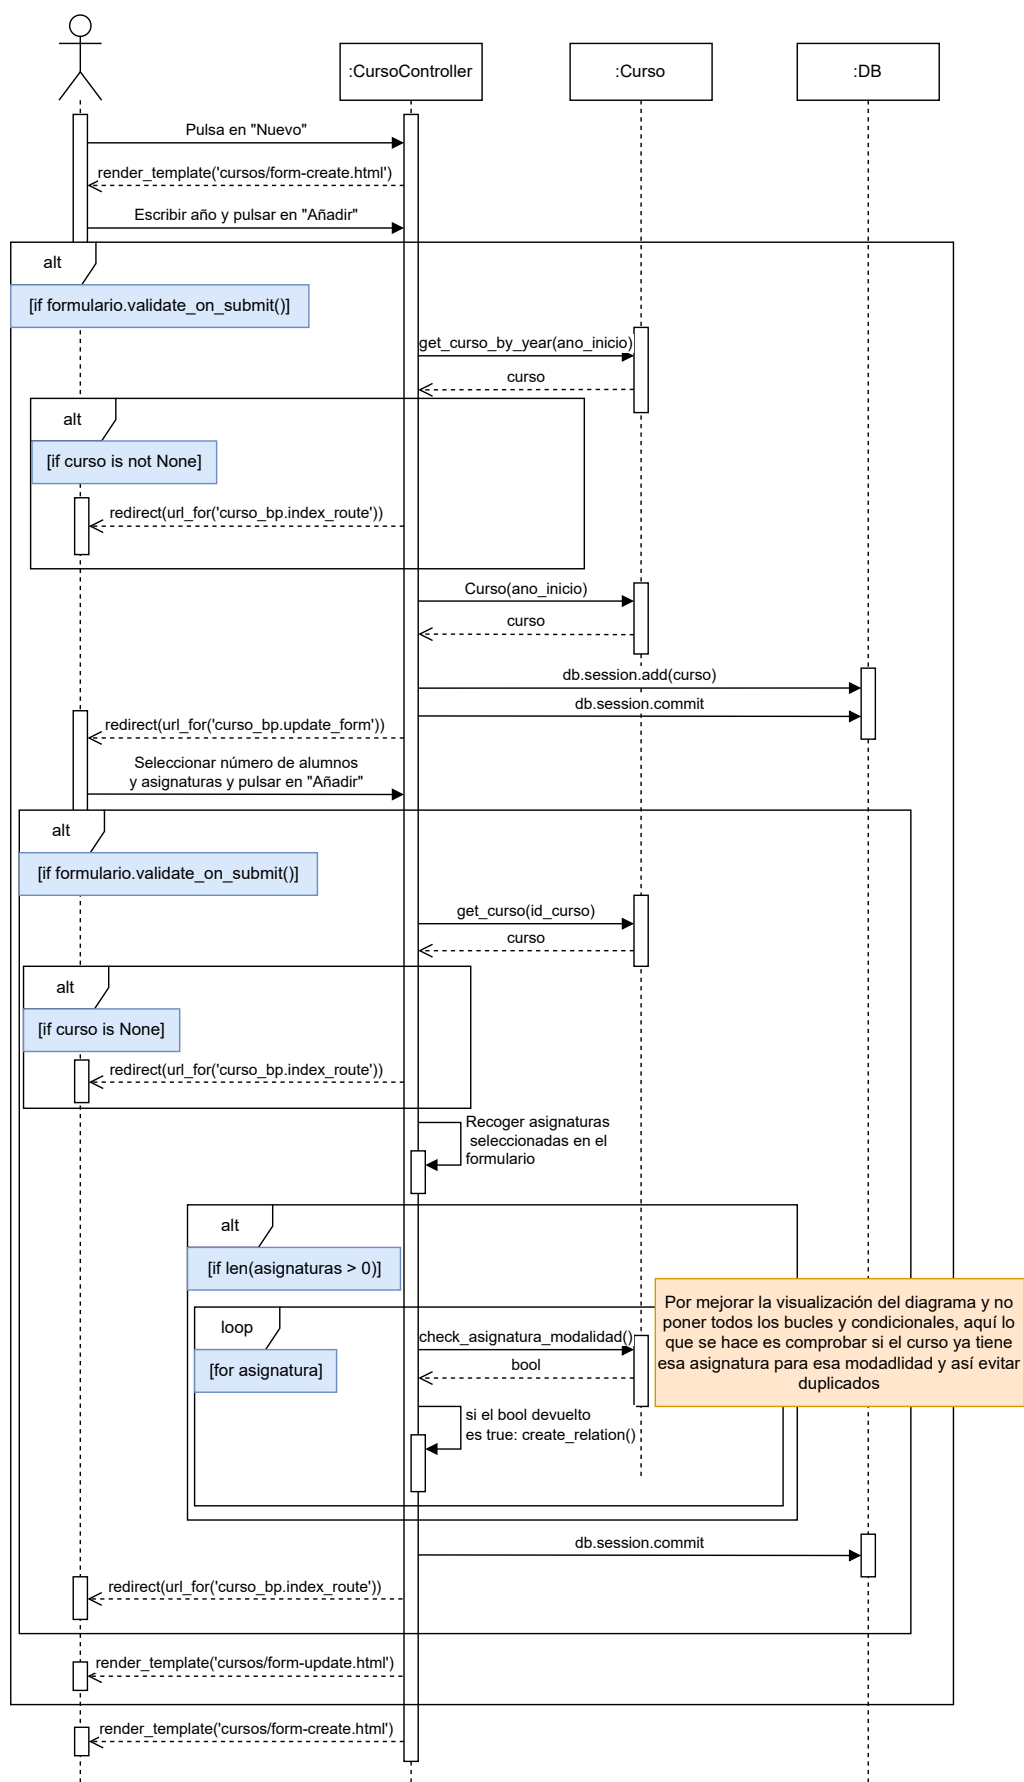 :CursoController
:Curso
:DB
Pulsa en "Nuevo"
render_template('cursos/form-create.html')
Escribir año y pulsar en "Añadir"
alt
[if formulario.validate_on_submit()]
get_curso_by_year(ano_inicio)
curso
alt
[if curso is not None]
redirect(url_for('curso_bp.index_route'))
Curso(ano_inicio)
curso
db.session.add(curso)
db.session.commit
redirect(url_for('curso_bp.update_form'))
Seleccionar número de alumnos
y asignaturas y pulsar en "Añadir"
alt
[if formulario.validate_on_submit()]
get_curso(id_curso)
curso
alt
[if curso is None]
redirect(url_for('curso_bp.index_route'))
Recoger asignaturas
seleccionadas en el
formulario
alt
[if len(asignaturas > 0)]
loop
[for asignatura]
check_asignatura_modalidad()
bool
Por mejorar la visualización del diagrama y no
poner todos los bucles y condicionales, aquí lo
que se hace es comprobar si el curso ya tiene
esa asignatura para esa modadlidad y así evitar
duplicados
si el bool devuelto
es true: create_relation()
db.session.commit
redirect(url_for('curso_bp.index_route'))
render_template('cursos/form-update.html')
render_template('cursos/form-create.html')